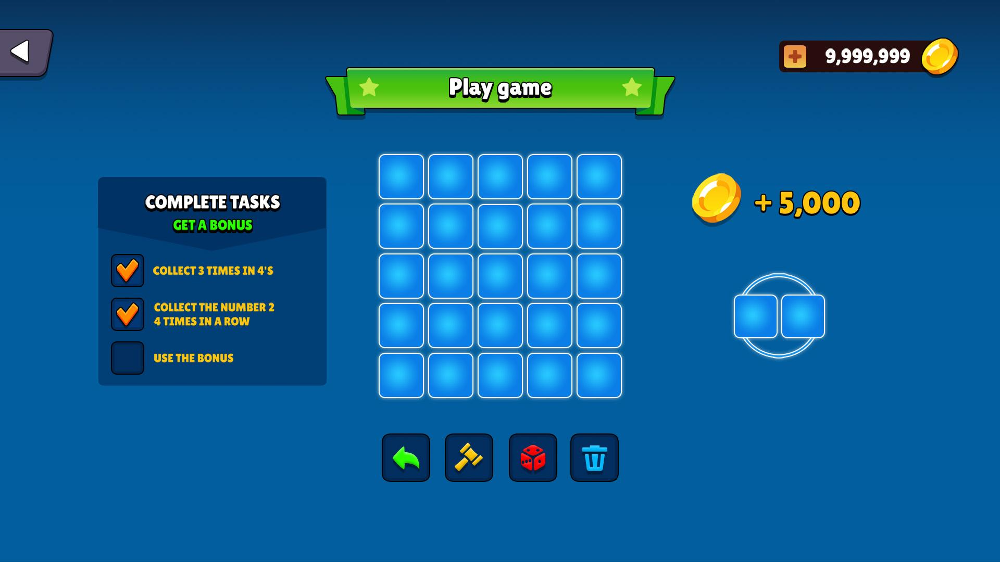 9,999,999
Play game
COMPLETE TASKS
GET A BONUS
COLLECT 3 TIMES IN 4'S
COLLECT THE NUMBER 2
4 TIMES IN A ROW
USE THE BONUS
+ 5,000